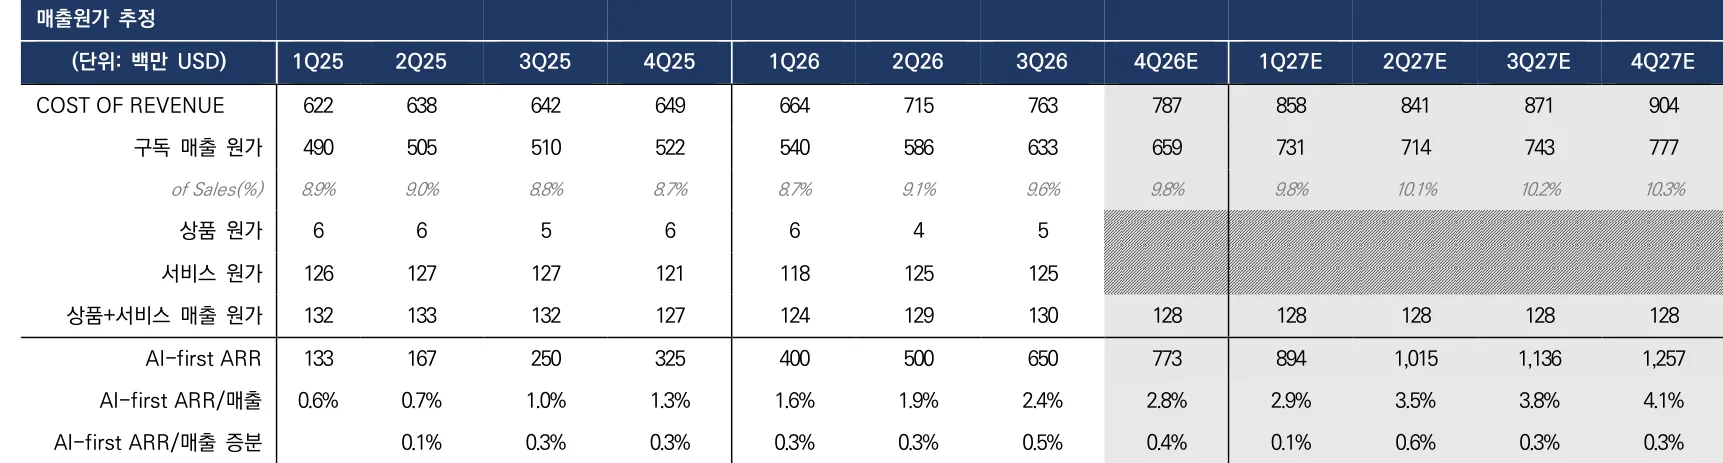 매출원가 추정
(단위: 백만 USD) 1Q25 2Q25 3Q25 4Q25 1Q26 2Q26 3Q26 4Q26E 1Q27E 2Q27E 3Q27E 4Q27E
COST OF REVENUE 622 638 642 649 664 715 763 787 858 841 871 904
구독 매출 원가 490 505 510 522 540 586 633 659 731 714 743 777
of Sales(%) 8.9% 9.0% 8.8% 8.7% 8.7% 9.1% 9.6% 9.8% 9.8% 10.1% 10.2% 10.3%
상품 원가 6 6 5 6 6 4 5
서비스 원가 126 127 127 121 118 125 125
상품+서비스 매출 원가 132 133 132 127 124 129 130 128 128 128 128 128
AI-first ARR 133 167 250 325 400 500 650 773 894 1,015 1,136 1,257
AI-first ARR/매출 0.6% 0.7% 1.0% 1.3% 1.6% 1.9% 2.4% 2.8% 2.9% 3.5% 3.8% 4.1%
AI-first ARR/매출 증분 0.1% 0.3% 0.3% 0.3% 0.3% 0.5% 0.4% 0.1% 0.6% 0.3% 0.3%